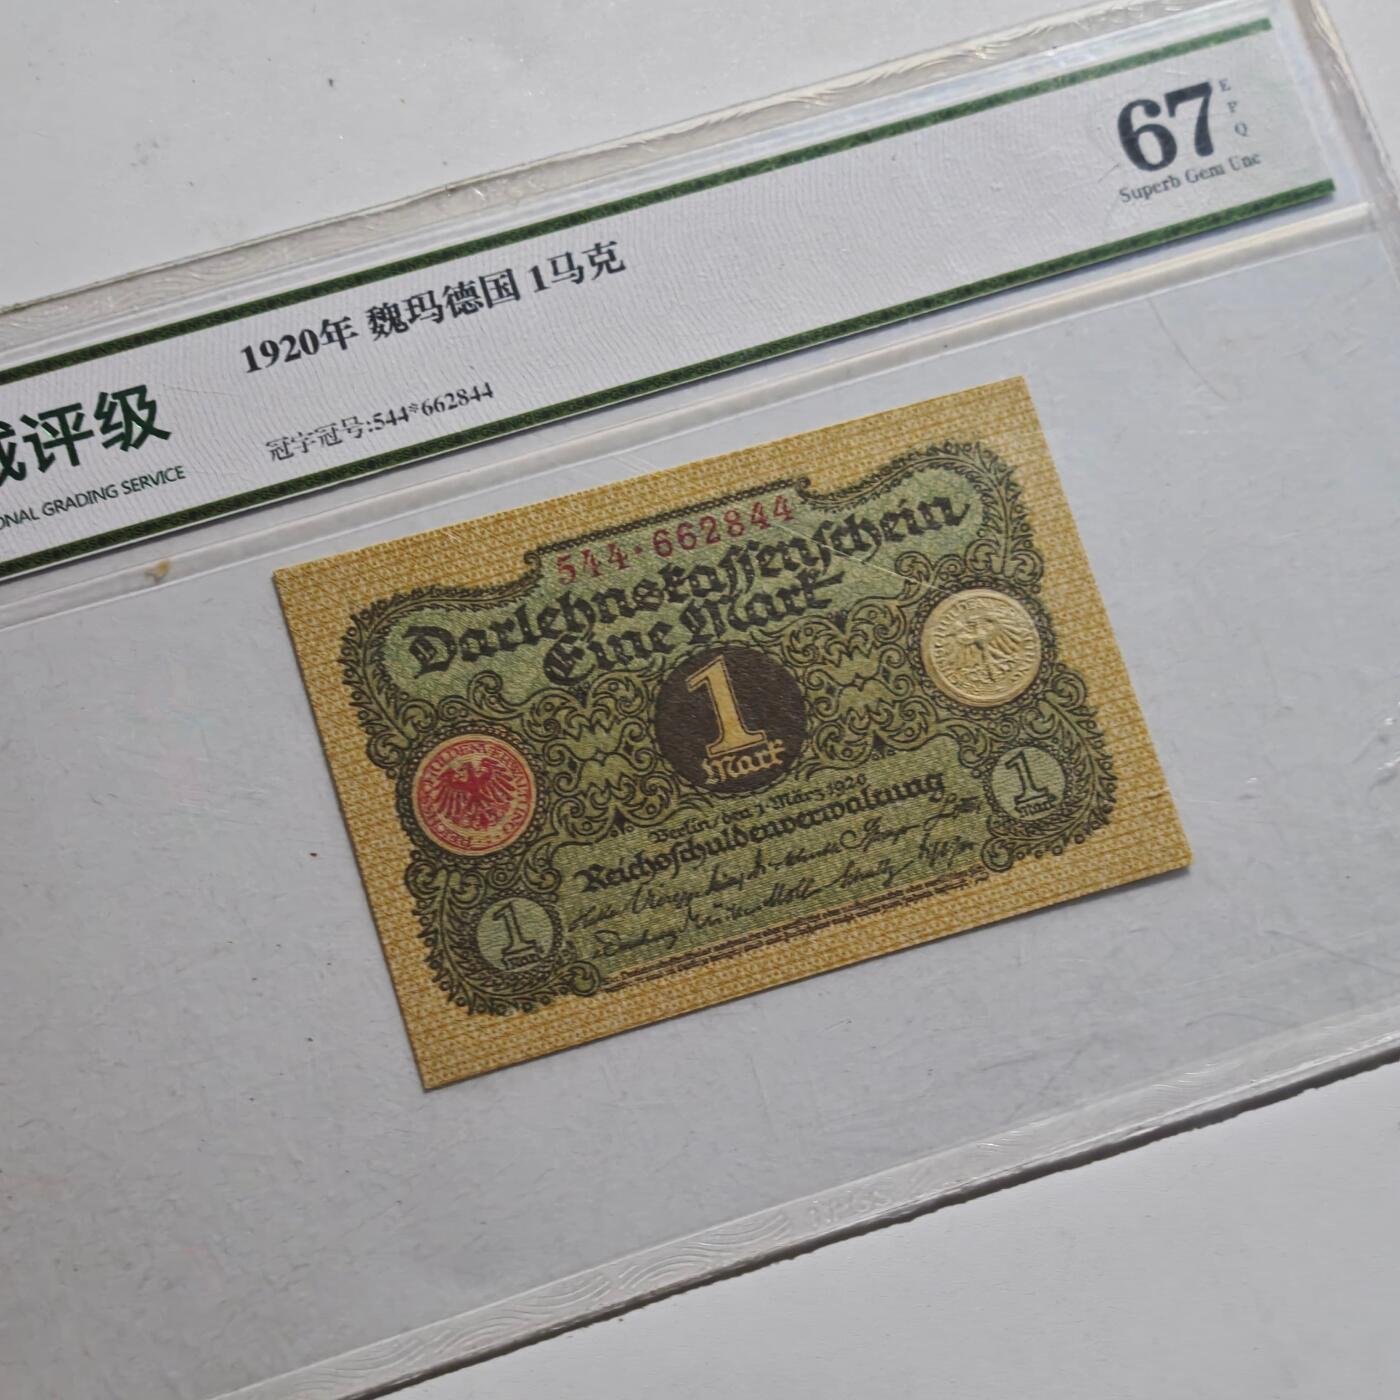 67
EPQ
Superb Gem Unc
1920年 魏玛德国 1马克
评级
冠字冠号:544*662844
ONAL GRADING SERVICE
544·662844
Darlehnskassenschein
Eine Mark
1
Mark
Berlin, den 1. März 1920
Reichsschuldenverwaltung
1
Mark
1
Mark